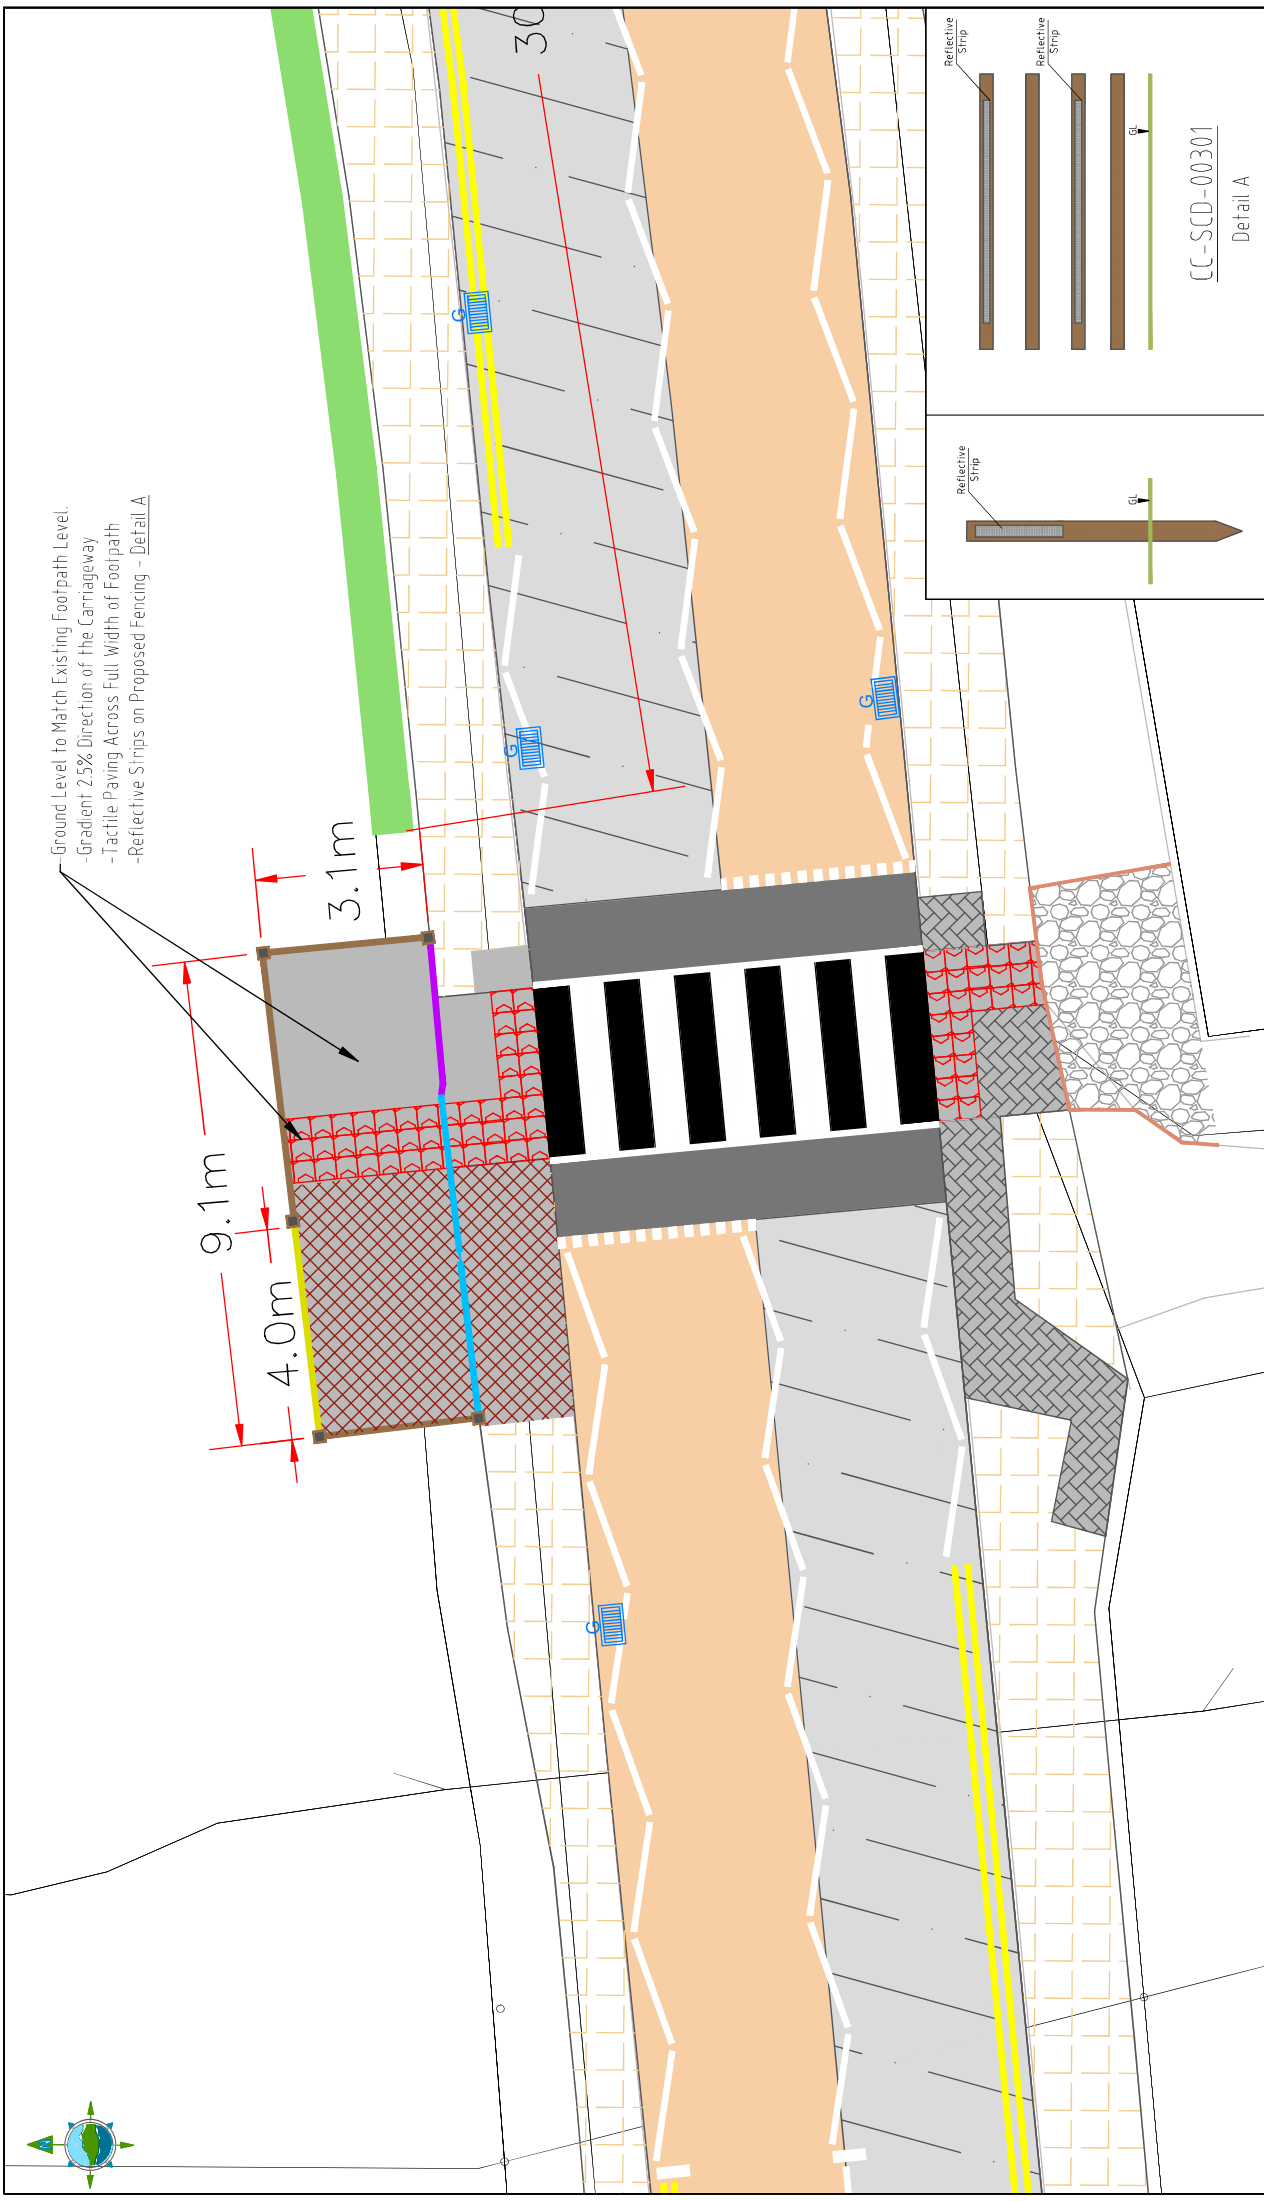 -Ground Level to Match Existing Footpath Level.
-Gradient 2.5% Direction of the Carriageway
-Tactile Paving Across Full Width of Footpath
-Reflective Strips on Proposed Fencing - Detail A
3.1m
9.1m
4.0m
G
G
G
G
N
Reflective
Strip
GL
Reflective
Strip
Reflective
Strip
GL
CC-SCD-00301
Detail A